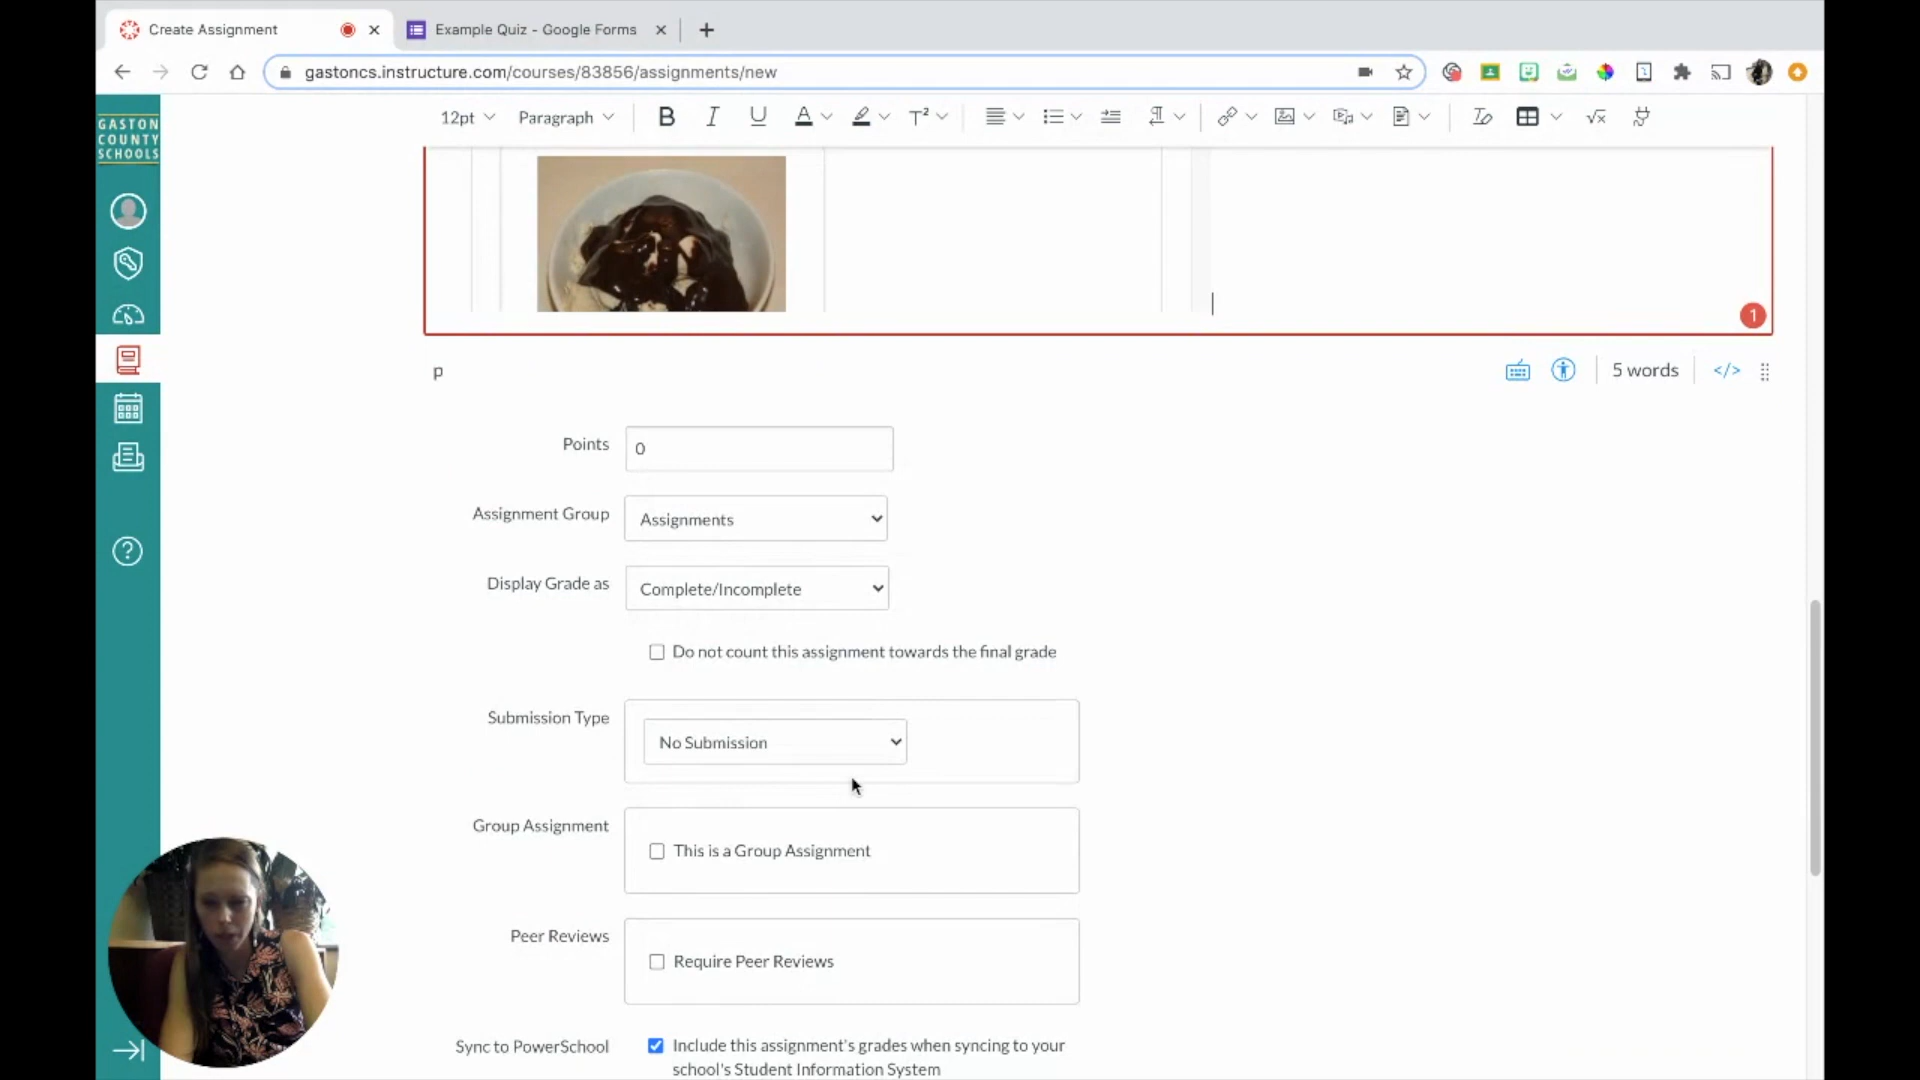 Create Assignment
Example Quiz - Google Forms
gastoncs.instructure.com/courses/83856/assignments/new
GASTON
COUNTY
SCHOOLS
12pt
Paragraph
B I U A T²
1
p
5 words
</>
Points
0
Assignment Group
Assignments
Display Grade as
Complete/Incomplete
Do not count this assignment towards the final grade
Submission Type
No Submission
Group Assignment
This is a Group Assignment
Peer Reviews
Require Peer Reviews
Sync to PowerSchool
Include this assignment's grades when syncing to your
school's Student Information System